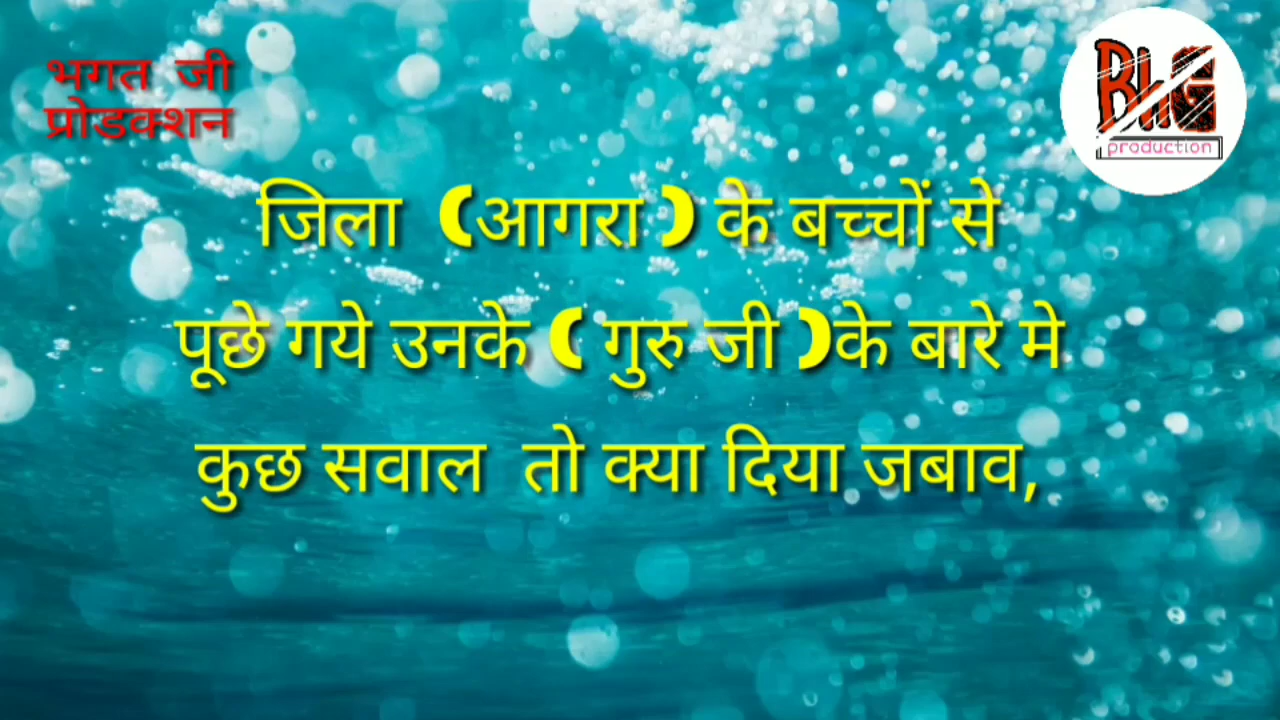 भगत जी
प्रोडक्शन
BhG
production
जिला (आगरा) के बच्चों से
पूछे गये उनके ( गुरु जी )के बारे मे
कुछ सवाल तो क्या दिया जबाव,